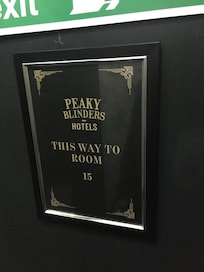 exit
PEAKY
BLINDERS
HOTELS
THIS WAY TO
ROOM
15